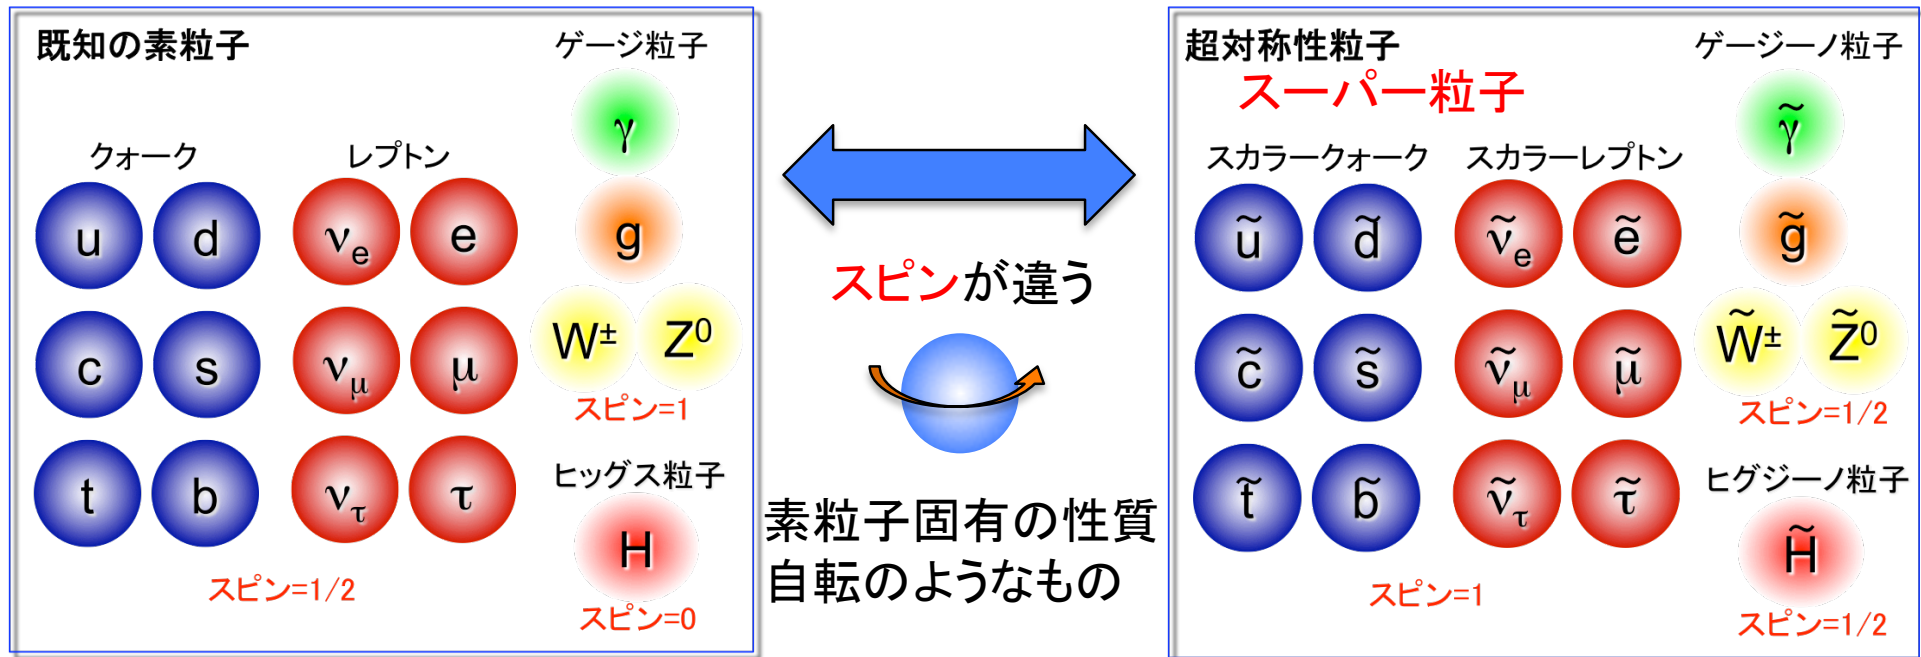 既知の素粒子
ゲージ粒子
γ
クォーク
レプトン
u d
νe e
g
W± Z0
c s
νμ μ
スピン=1
t b
ντ τ
ヒッグス粒子
H
スピン=1/2
スピン=0
スピンが違う
素粒子固有の性質
自転のようなもの
超対称性粒子
スーパー粒子
ゲージーノ粒子
γ̃
スカラークォーク
スカラーレプトン
ũ d̃
ν̃e ẽ
g̃
W̃± Z̃0
c̃ s̃
ν̃μ μ̃
スピン=1/2
t̃ b̃
ν̃τ τ̃
ヒグジーノ粒子
H̃
スピン=1
スピン=1/2